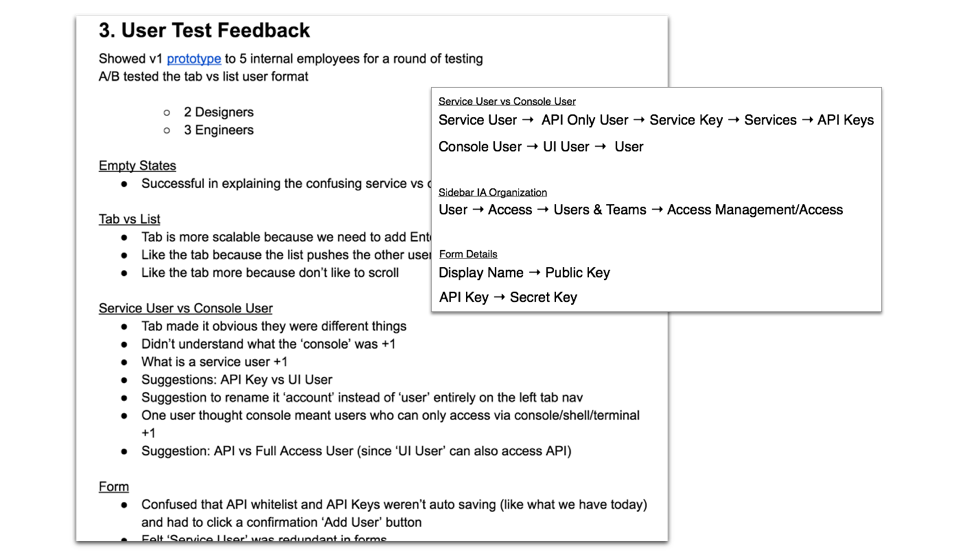 3. User Test Feedback
Showed v1 prototype to 5 internal employees for a round of testing
A/B tested the tab vs list user format
○ 2 Designers
○ 3 Engineers
Empty States
● Successful in explaining the confusing service vs
Tab vs List
● Tab is more scalable because we need to add
● Like the tab because the list pushes the other
● Like the tab more because don't like to scroll
Service User vs Console User
● Tab made it obvious they were different things
● Didn't understand what the 'console' was +1
● What is a service user +1
● Suggestions: API Key vs UI User
● Suggestion to rename it 'account' instead of 'user' entirely on the left tab nav
● One user thought console meant users who can only access via console/shell/terminal
+1
● Suggestion: API vs Full Access User (since 'UI User' can also access API)
Form
● Confused that API whitelist and API Keys weren't auto saving (like what we have today)
and had to click a confirmation 'Add User' button
● Felt 'Service User' was redundant in forms
Service User vs Console User
Service User → API Only User → Service Key → Services → API Keys
Console User → UI User → User
Sidebar IA Organization
User → Access → Users & Teams → Access Management/Access
Form Details
Display Name → Public Key
API Key → Secret Key